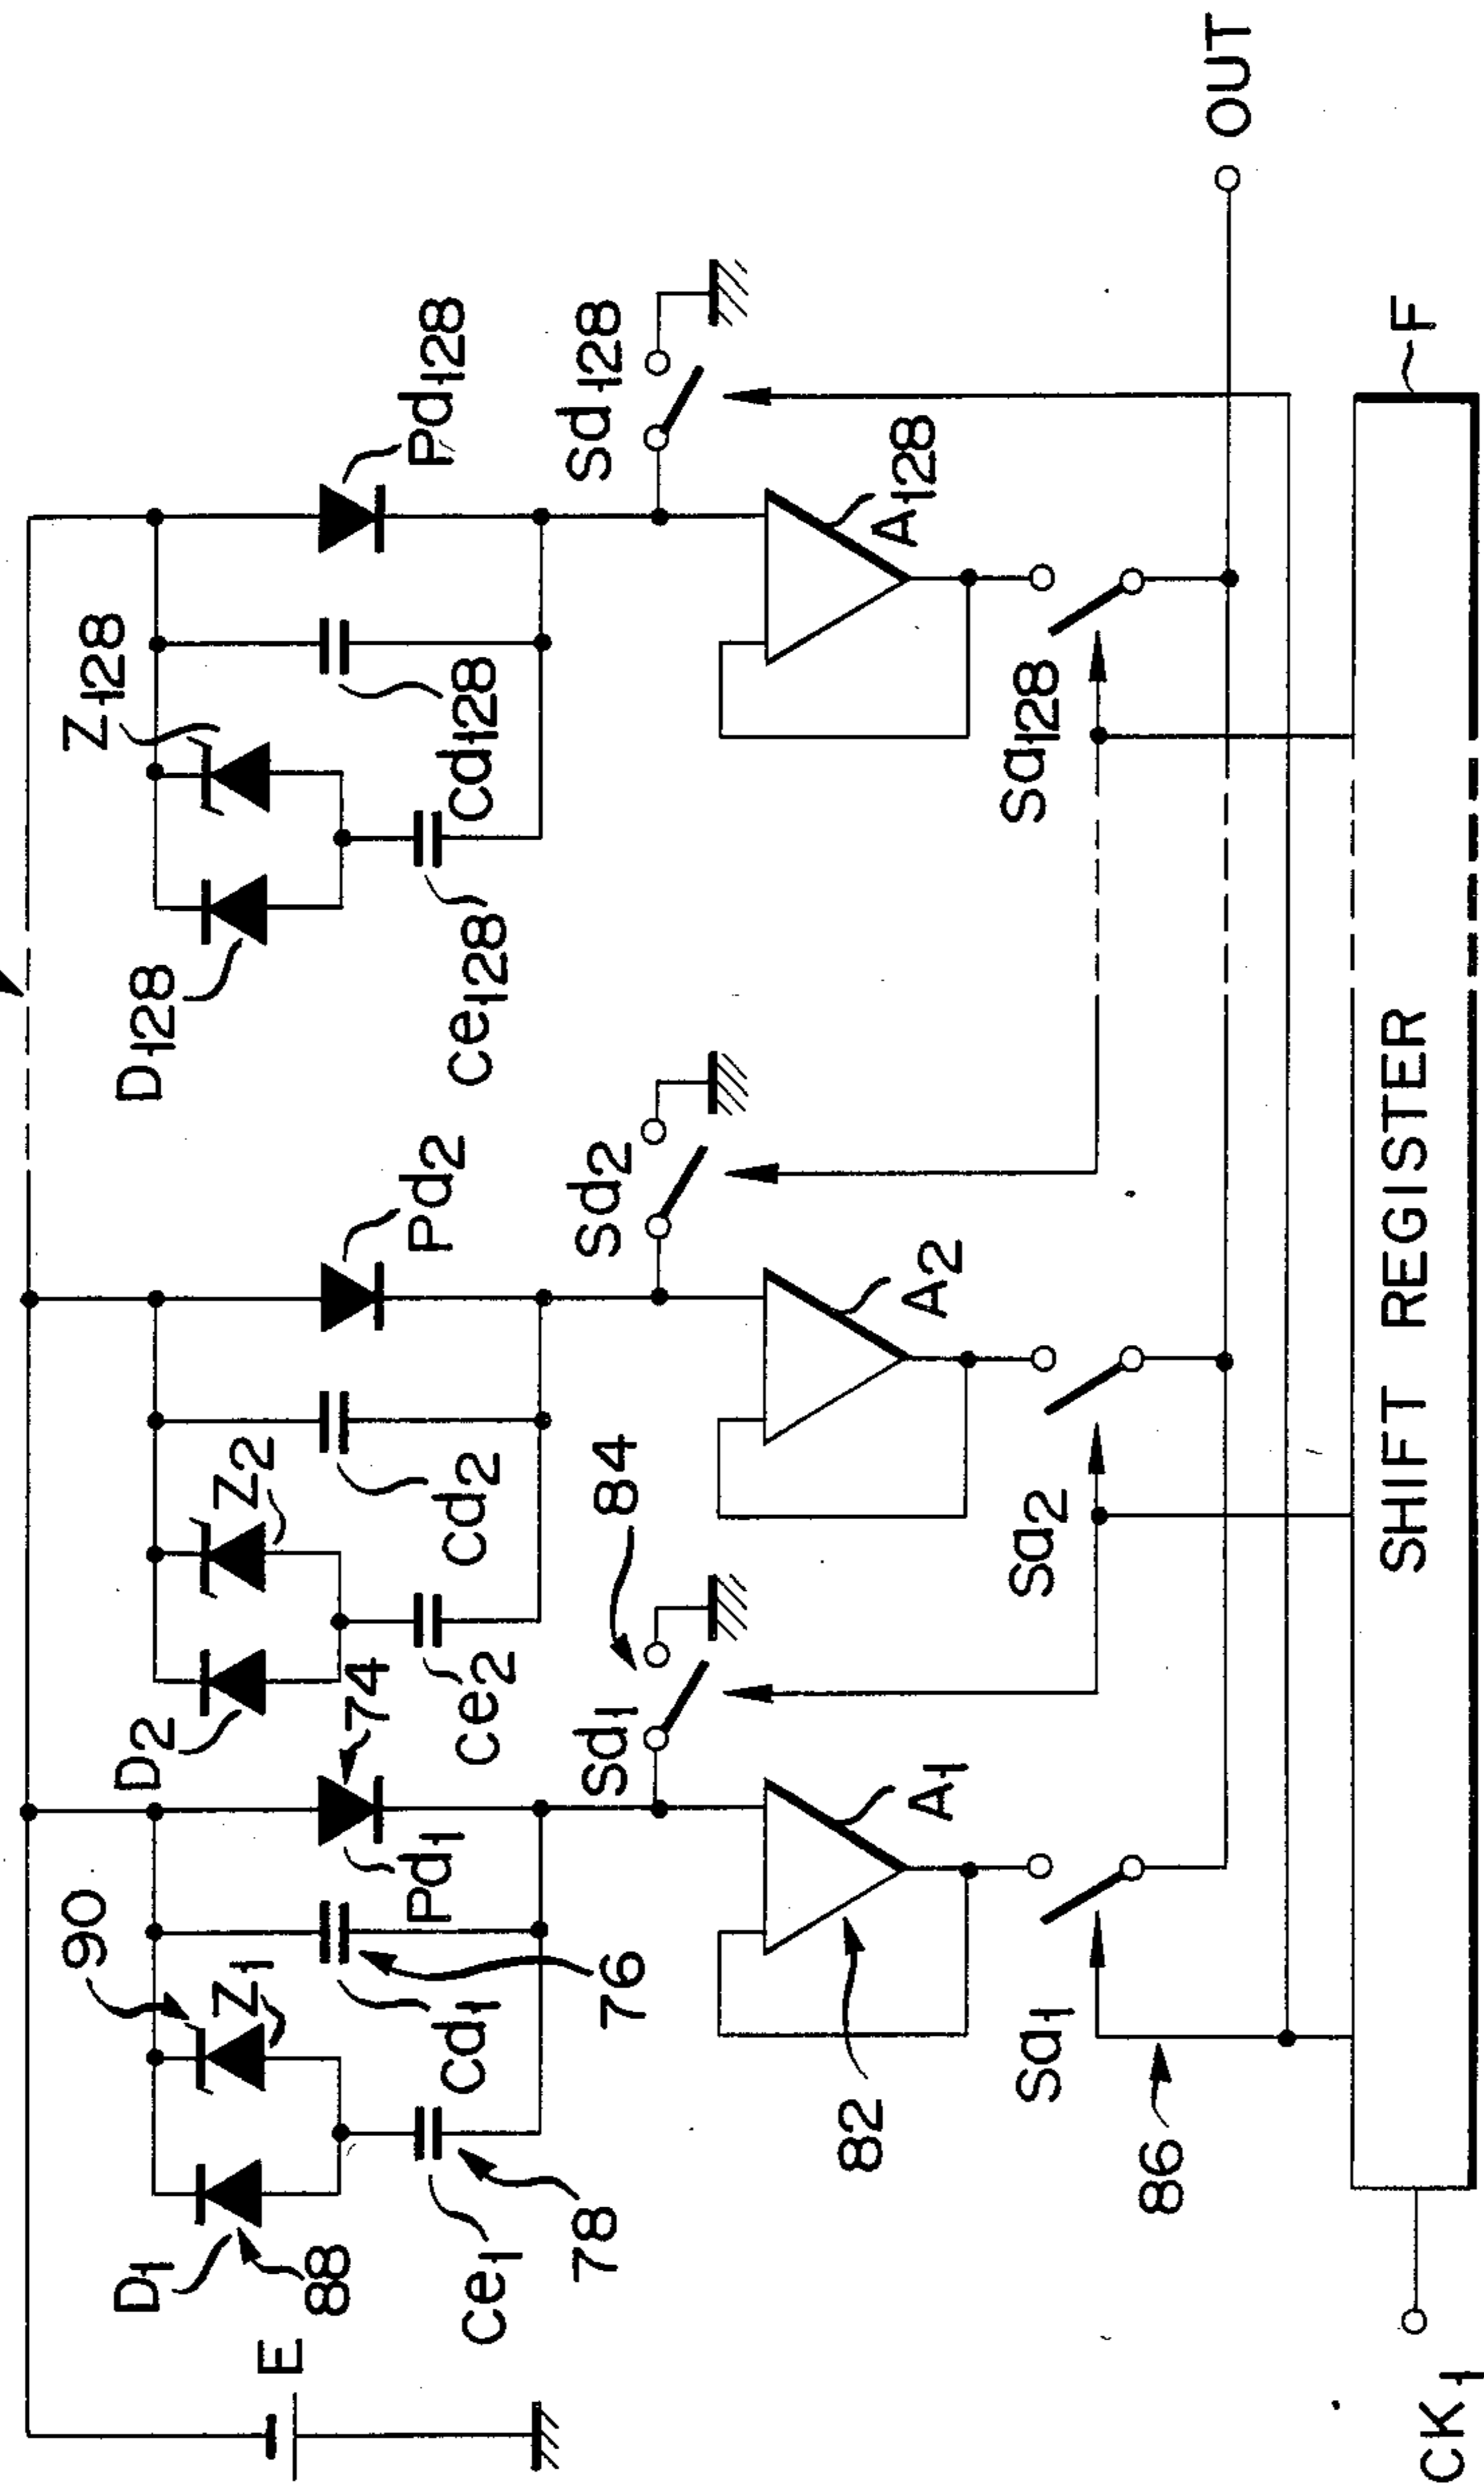 D128
Z128
Ce128
Cd128
Pd128
Sd128
A128
Sa128
OUT
D2
Z2
Ce2
Cd2
Pd2
Sd2
A2
Sa2
E
D1
88
90
Z1
Ce1
78
Cd1
76
Pd1
74
Sd1
84
A1
82
Sa1
86
CK1
SHIFT REGISTER
F